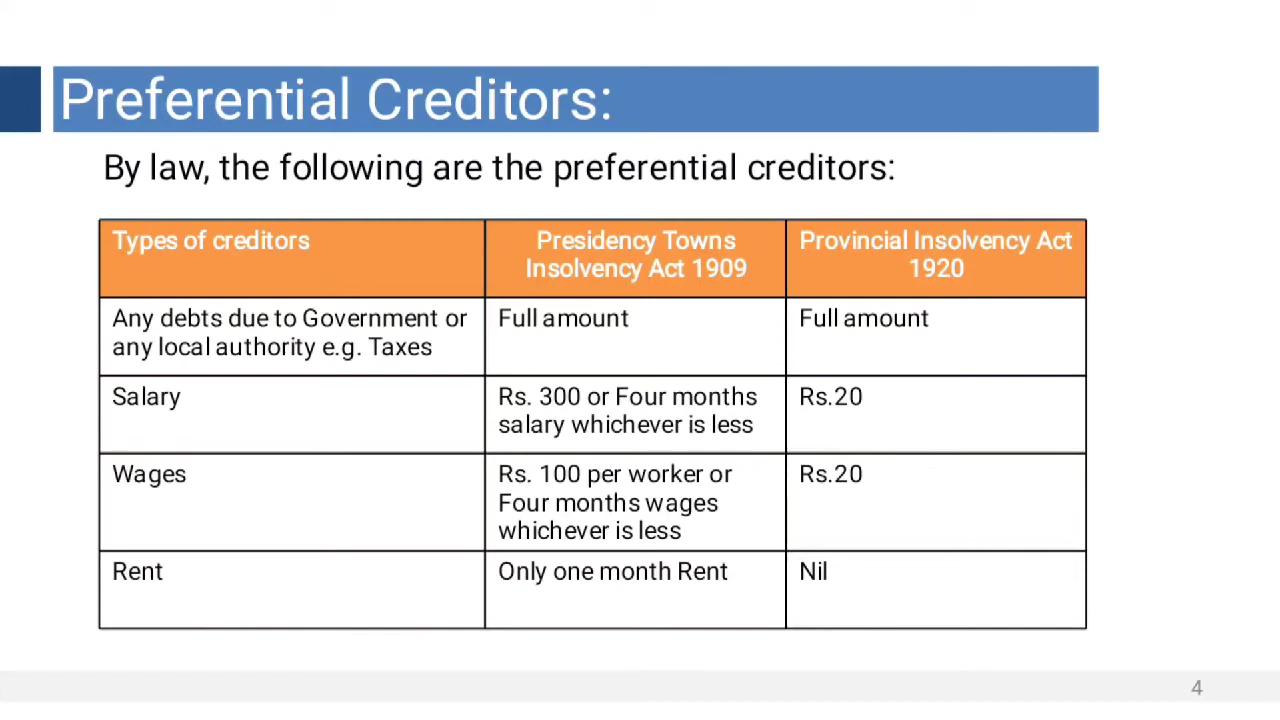 Preferential Creditors:
By law, the following are the preferential creditors:
Types of creditors
Presidency Towns
Insolvency Act 1909
Provincial Insolvency Act
1920
Any debts due to Government or
any local authority e.g. Taxes
Full amount
Full amount
Salary
Rs. 300 or Four months
salary whichever is less
Rs.20
Wages
Rs. 100 per worker or
Four months wages
whichever is less
Rs.20
Rent
Only one month Rent
Nil
4